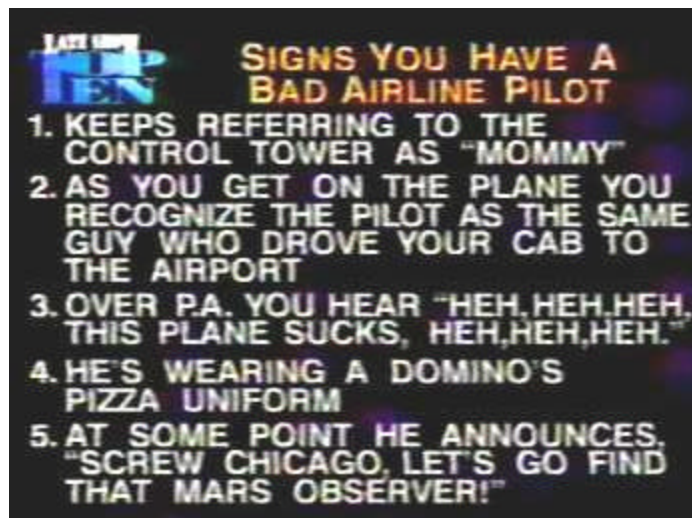 LATE SHOW
TOP
TEN
SIGNS YOU HAVE A
BAD AIRLINE PILOT
1. KEEPS REFERRING TO THE
CONTROL TOWER AS "MOMMY"
2. AS YOU GET ON THE PLANE YOU
RECOGNIZE THE PILOT AS THE SAME
GUY WHO DROVE YOUR CAB TO
THE AIRPORT
3. OVER P.A. YOU HEAR "HEH,HEH,HEH,
THIS PLANE SUCKS, HEH,HEH,HEH."
4. HE'S WEARING A DOMINO'S
PIZZA UNIFORM
5. AT SOME POINT HE ANNOUNCES,
"SCREW CHICAGO, LET'S GO FIND
THAT MARS OBSERVER!"